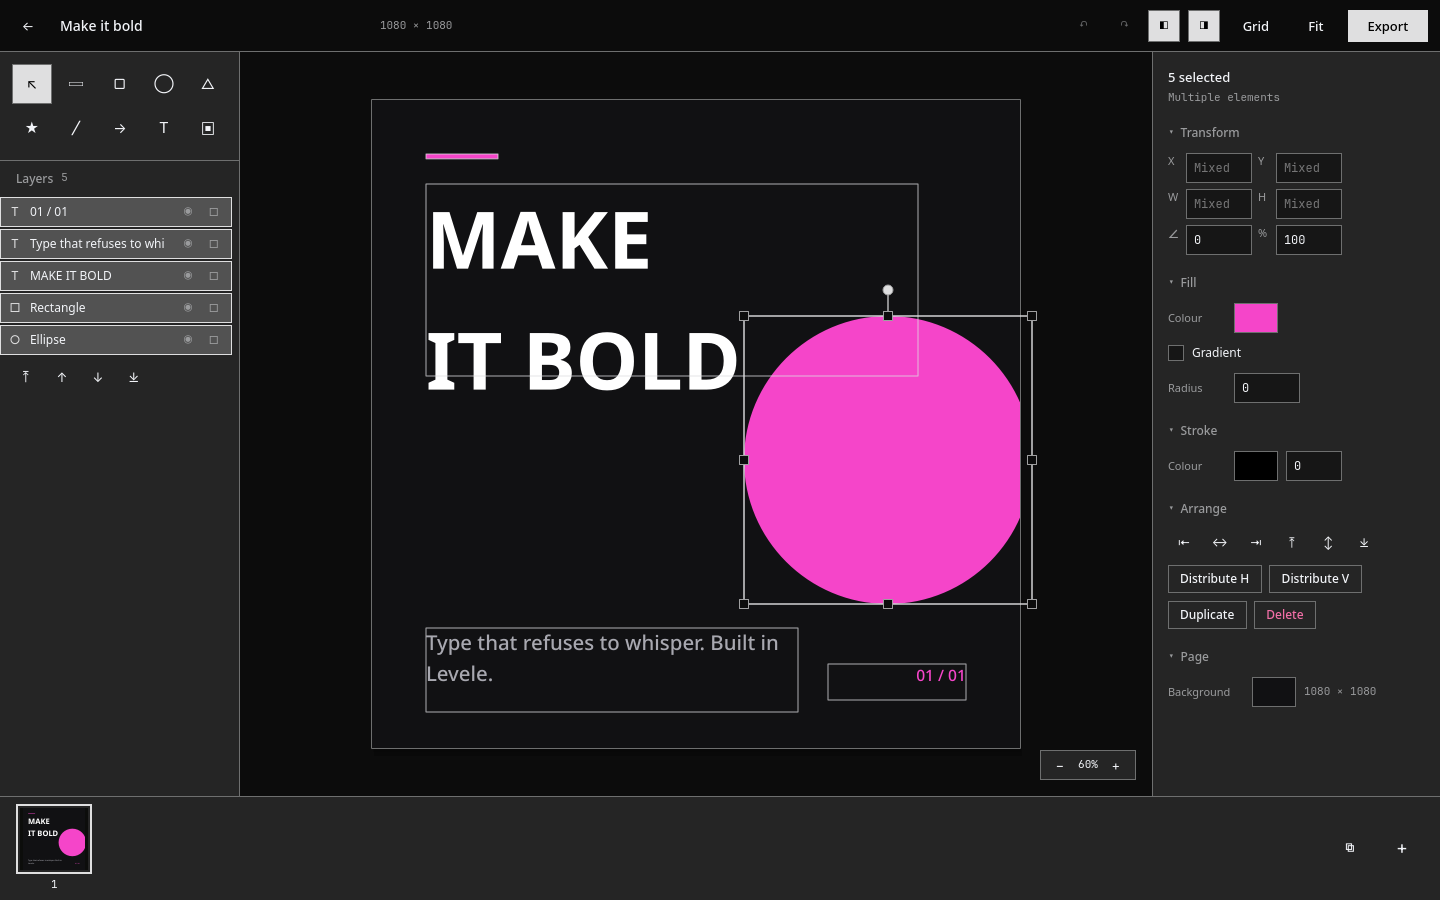 ← Make it bold 1080 × 1080 Grid Fit Export
T
Layers 5
T 01 / 01
T Type that refuses to whi
T MAKE IT BOLD
Rectangle
Ellipse
MAKE
IT BOLD
Type that refuses to whisper. Built in
Levele.
01 / 01
− 60% +
5 selected
Multiple elements
Transform
X Mixed Y Mixed
W Mixed H Mixed
∠ 0 % 100
Fill
Colour
Gradient
Radius 0
Stroke
Colour 0
Arrange
Distribute H Distribute V
Duplicate Delete
Page
Background 1080 × 1080
MAKE
IT BOLD
1
+